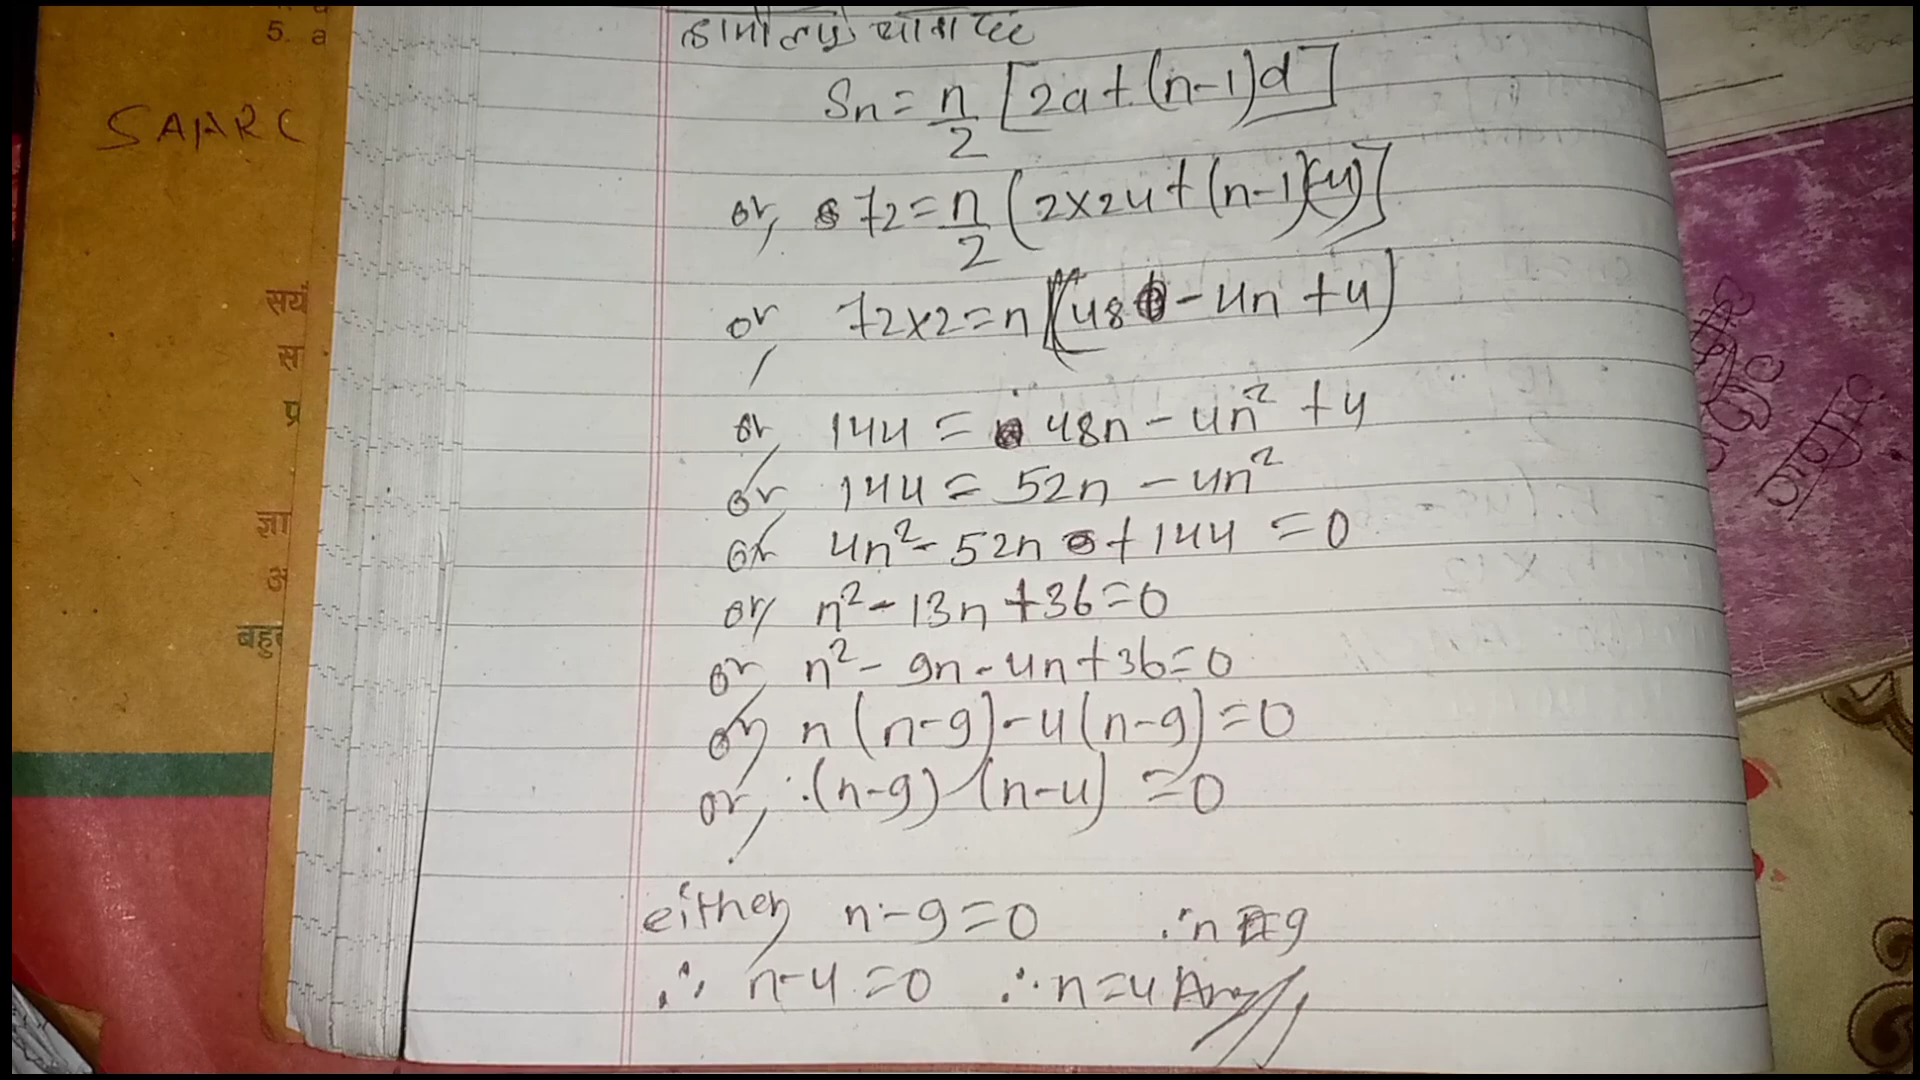 5. a
SAARC
Sn = n/2 [2a + (n-1)d]
or, 72 = n/2 (2×24 + (n-1)(-4)]
or, 72×2 = n(48 - 4n + 4)
or, 144 = 48n - 4n² + 4
or, 144 = 52n - 4n²
or, 4n² - 52n + 144 = 0
or, n² - 13n + 36 = 0
or, n² - 9n - 4n + 36 = 0
or, n(n-9) - 4(n-9) = 0
or, (n-9) (n-4) = 0
either, n - 9 = 0 ∴ n = 9
∴ n - 4 = 0 ∴ n = 4 Ans